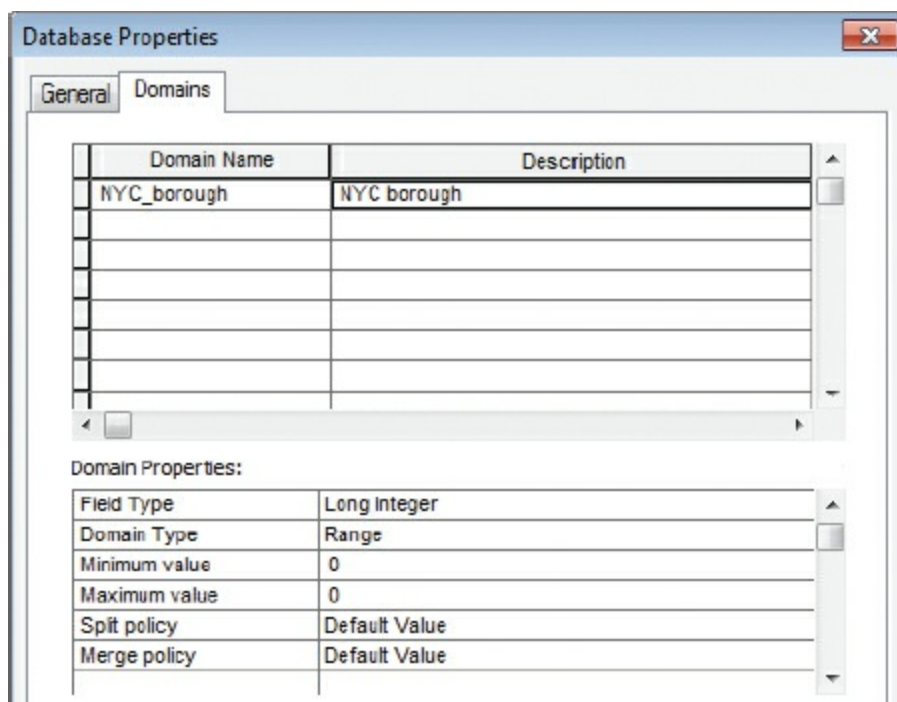 Database Properties
General Domains
Domain Name Description
NYC_borough NYC borough
Domain Properties:
Field Type Long Integer
Domain Type Range
Minimum value 0
Maximum value 0
Split policy Default Value
Merge policy Default Value